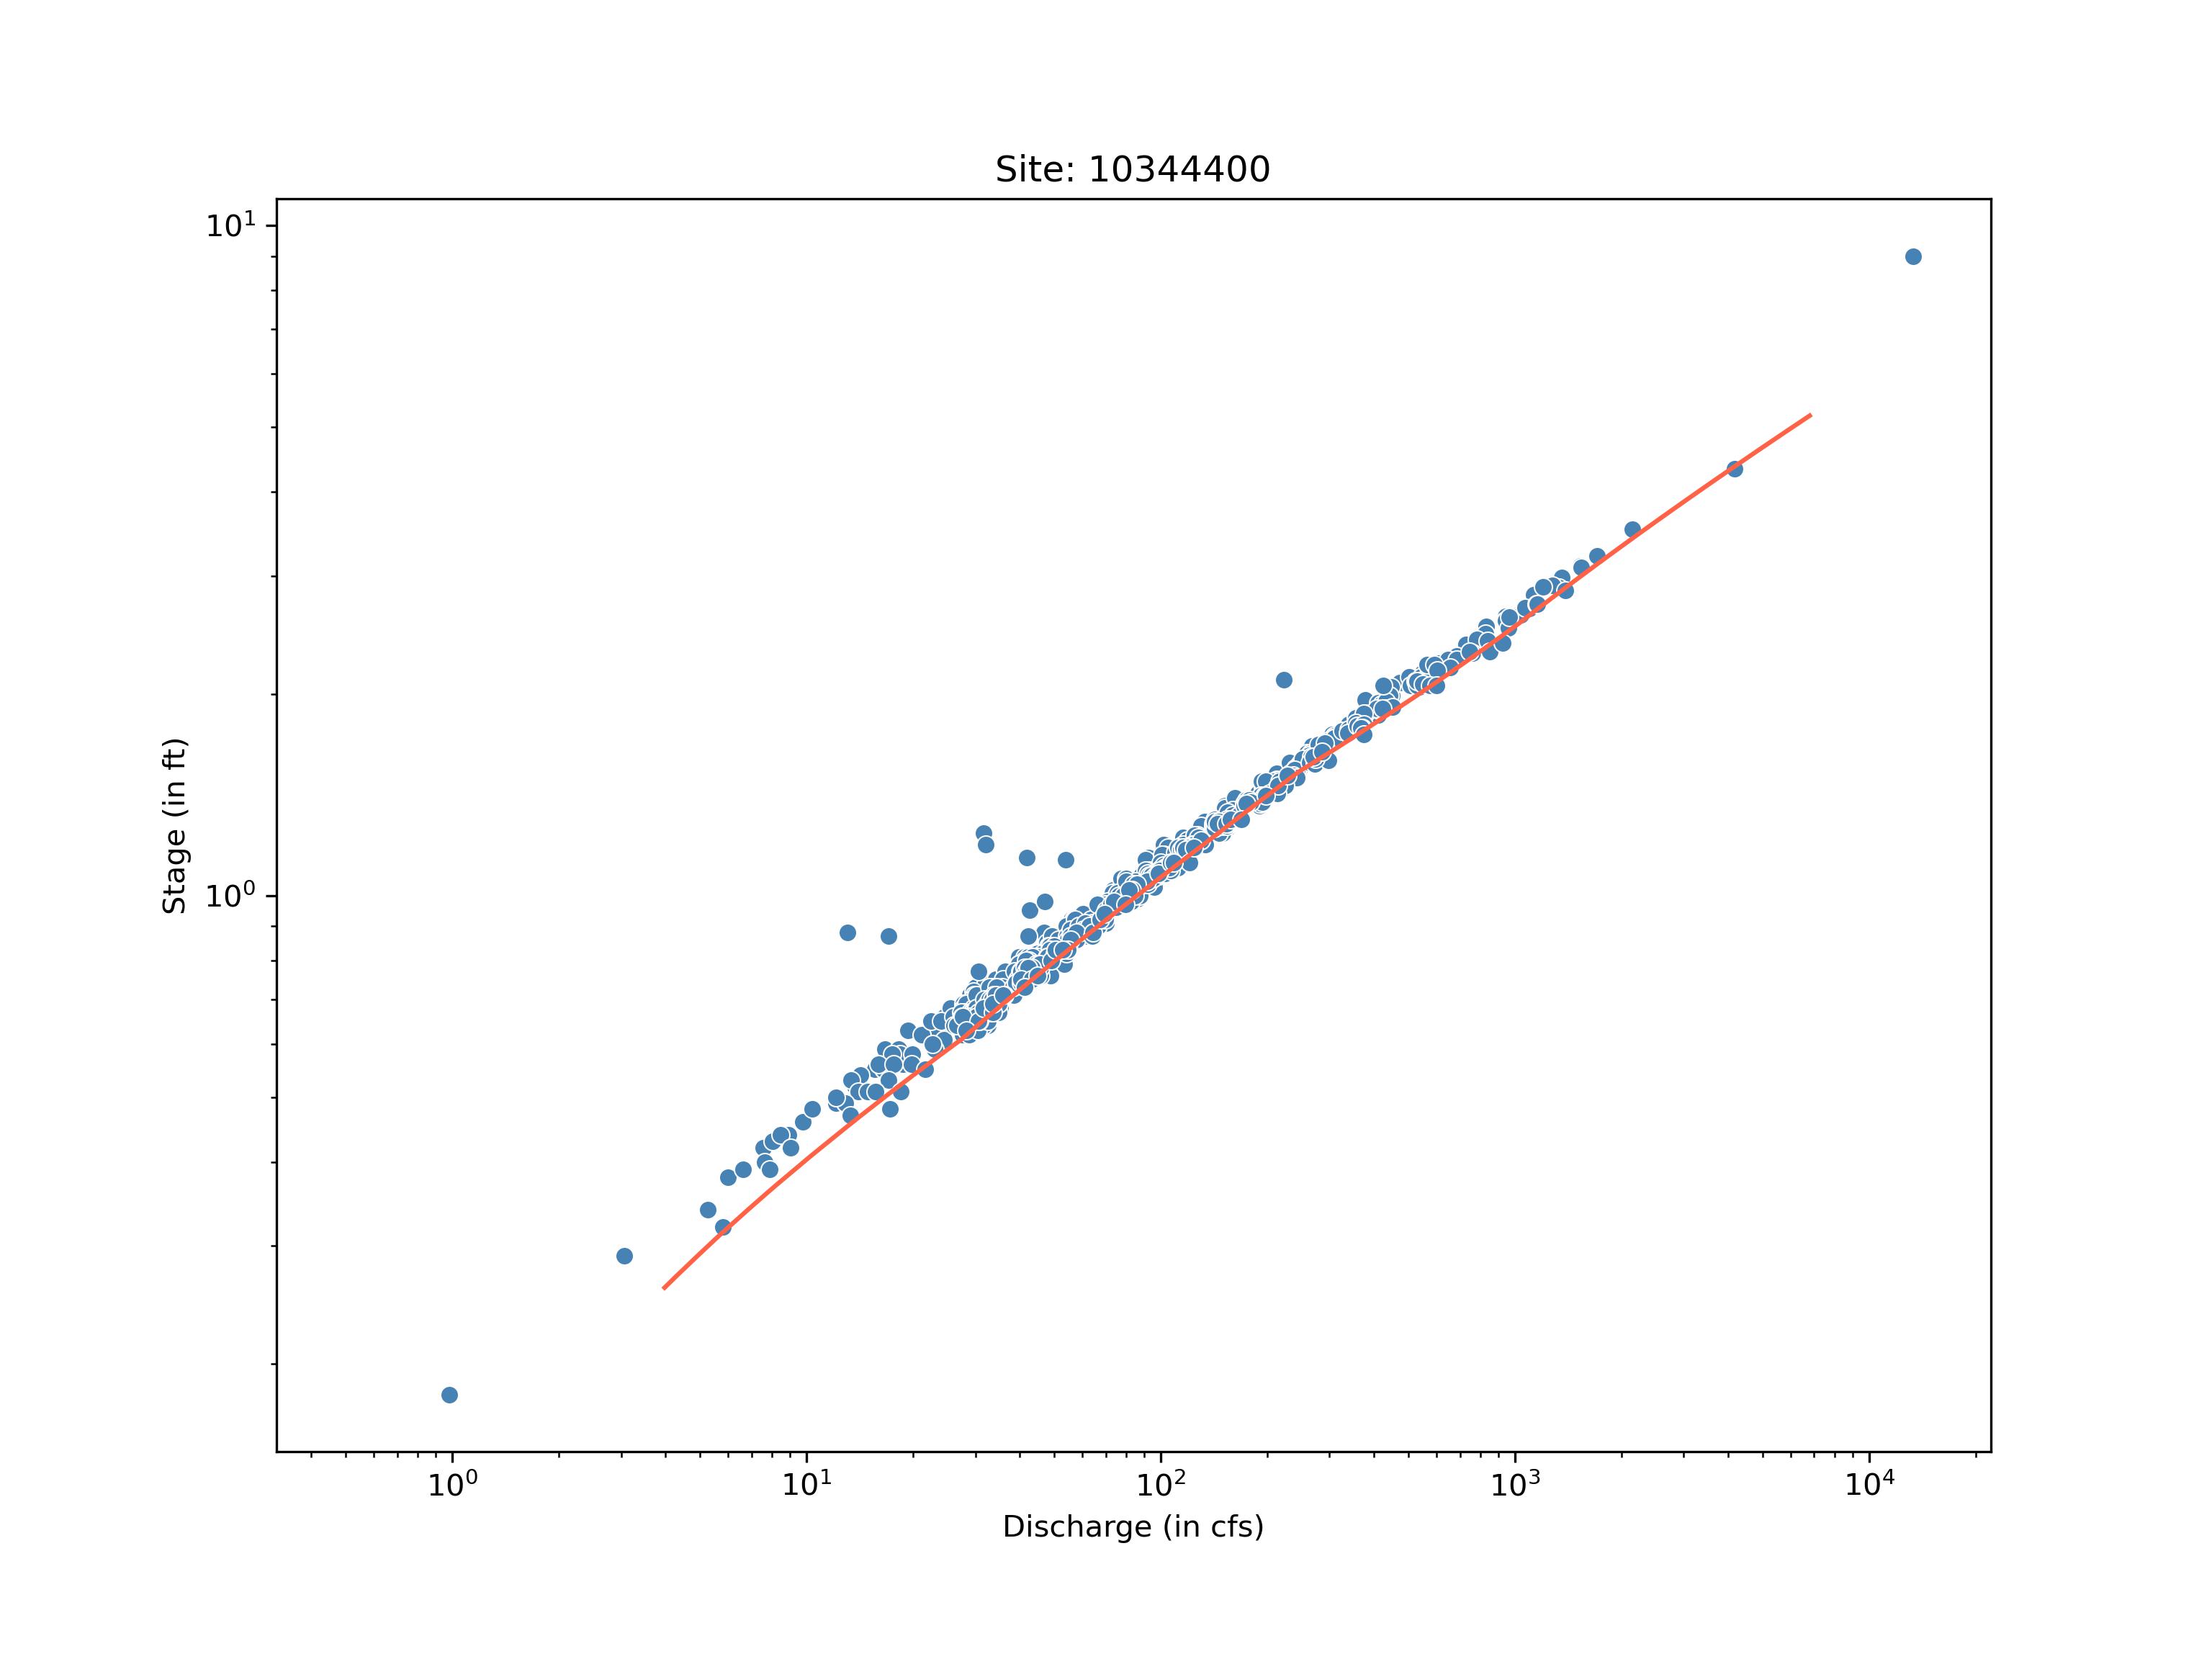 Site: 10344400
10¹
10⁰
Stage (in ft)
10⁰ 10¹ 10² 10³ 10⁴
Discharge (in cfs)